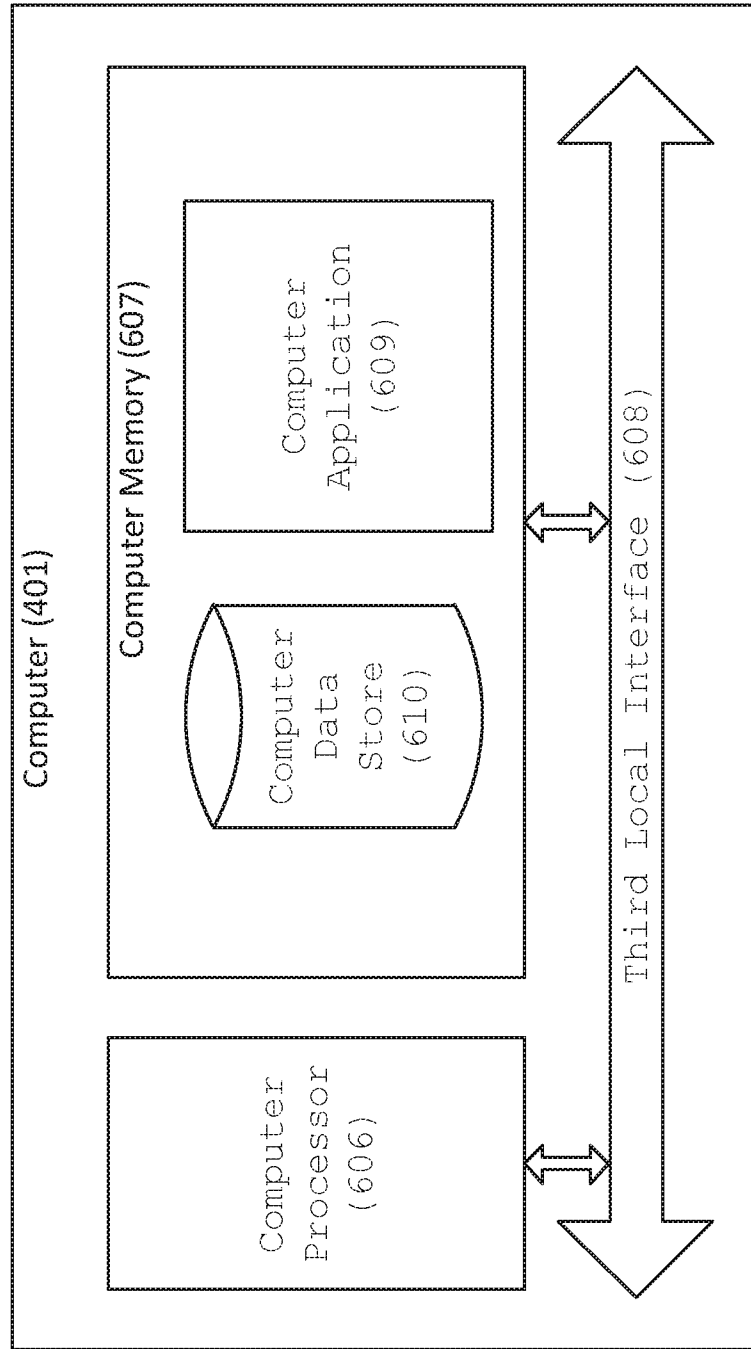 Computer (401)
Computer
Processor
(606)
Computer Memory (607)
Computer
Data
Store
(610)
Computer
Application
(609)
Third Local Interface (608)